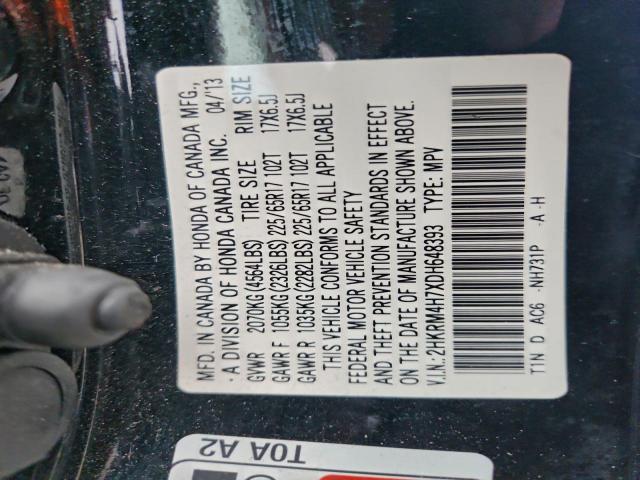 MFD. IN CANADA BY HONDA OF CANADA MFG.,
- A DIVISION OF HONDA CANADA INC. 04/13
GVWR 2070KG(4564LBS) TIRE SIZE RIM SIZE
GAWR F 1055KG(2326LBS) 225/65R17 102T 17X6.5J
GAWR R 1035KG(2282LBS) 225/65R17 102T 17X6.5J
THIS VEHICLE CONFORMS TO ALL APPLICABLE
FEDERAL MOTOR VEHICLE SAFETY
AND THEFT PREVENTION STANDARDS IN EFFECT
ON THE DATE OF MANUFACTURE SHOWN ABOVE.
V.I.N.:2HKRM4H7XDH648393 TYPE: MPV
T1N D AC6 -NH731P -A -H
T0A A2